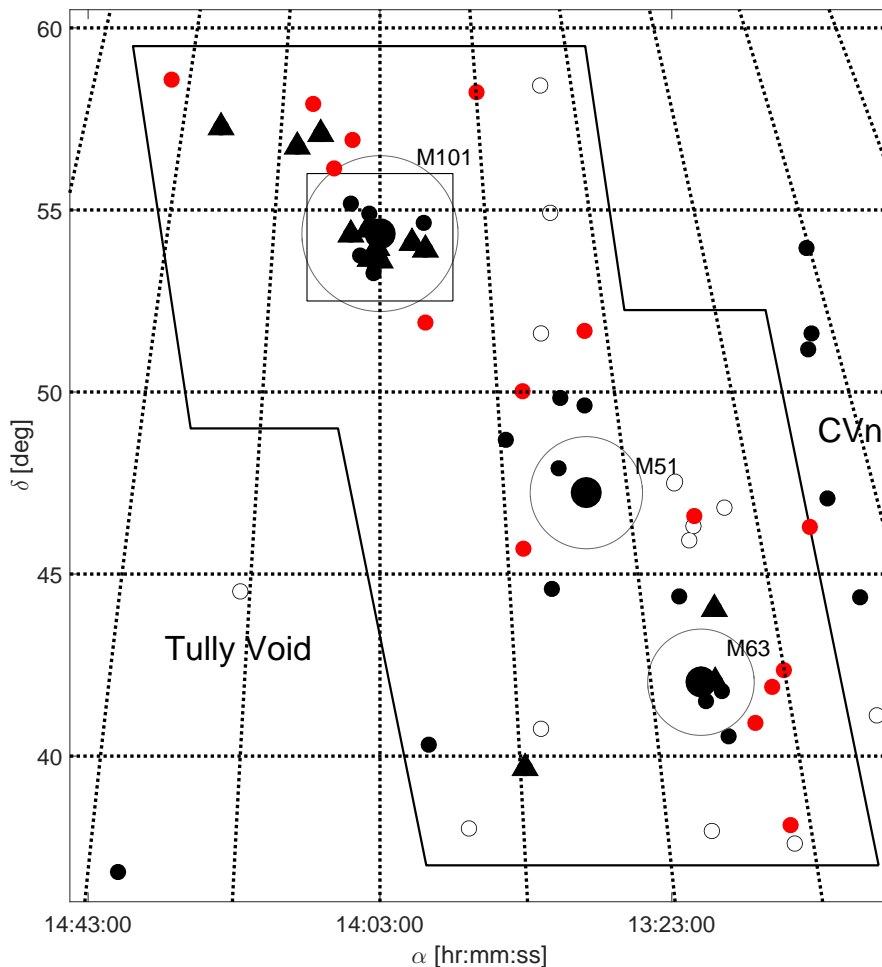 60
M101
55
50
CVn
M51
δ [deg]
45
M63
Tully Void
40
14:43:00
14:03:00
13:23:00
α [hr:mm:ss]